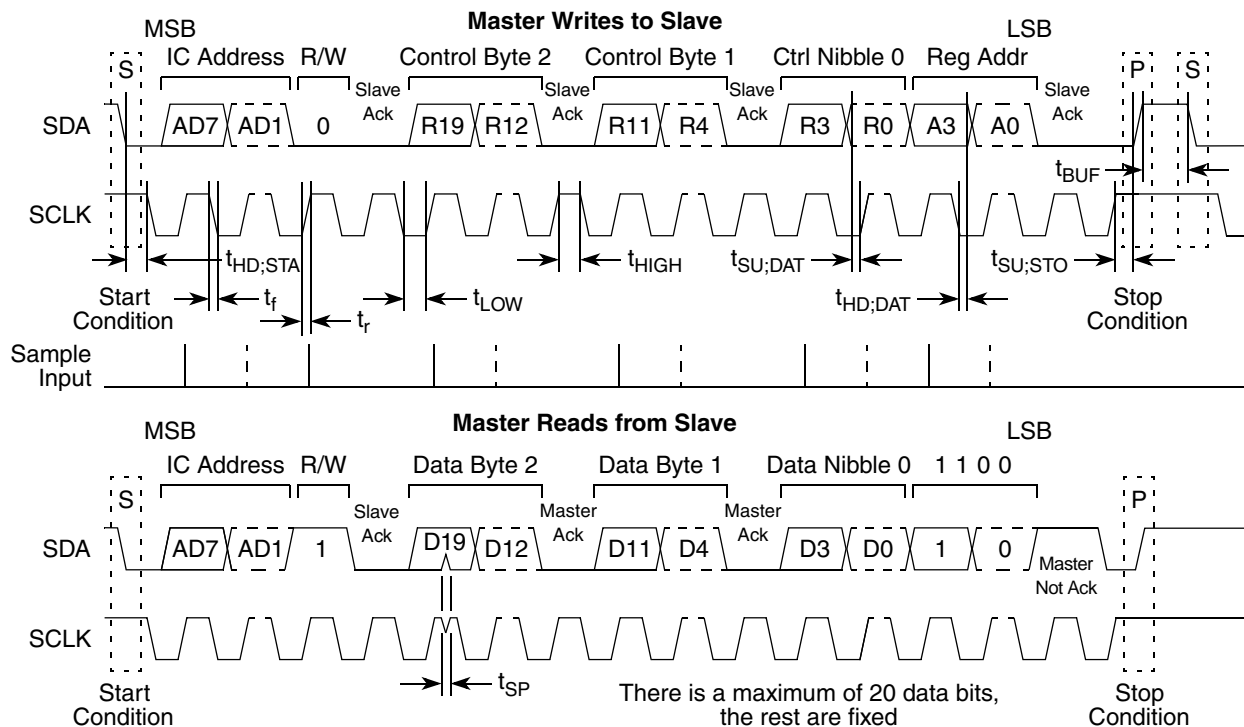 Master Writes to Slave
MSB LSB
S IC Address R/W Slave Ack Control Byte 2 Slave Ack Control Byte 1 Slave Ack Ctrl Nibble 0 Reg Addr Slave Ack P S
SDA AD7 AD1 0 R19 R12 R11 R4 R3 R0 A3 A0
tBUF
SCLK
tHD;STA tHIGH tSU;DAT tSU;STO
Start Condition tf tr tLOW tHD;DAT Stop Condition
Sample Input
Master Reads from Slave
MSB LSB
S IC Address R/W Slave Ack Data Byte 2 Master Ack Data Byte 1 Master Ack Data Nibble 0 1 1 0 0 P
SDA AD7 AD1 1 D19 D12 D11 D4 D3 D0 1 0 Master Not Ack
SCLK
tSP
Start Condition There is a maximum of 20 data bits, the rest are fixed Stop Condition